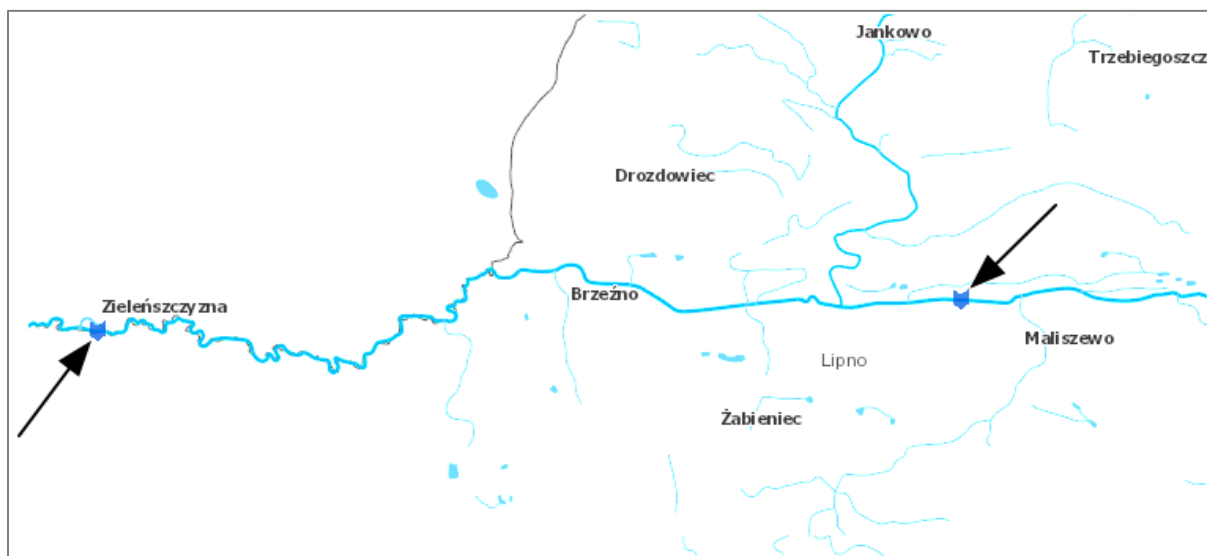 Jankowo
Trzebiegoszcz
Drozdowiec
Brzeźno
Zieleńszczyzna
Maliszewo
Lipno
Żabieniec